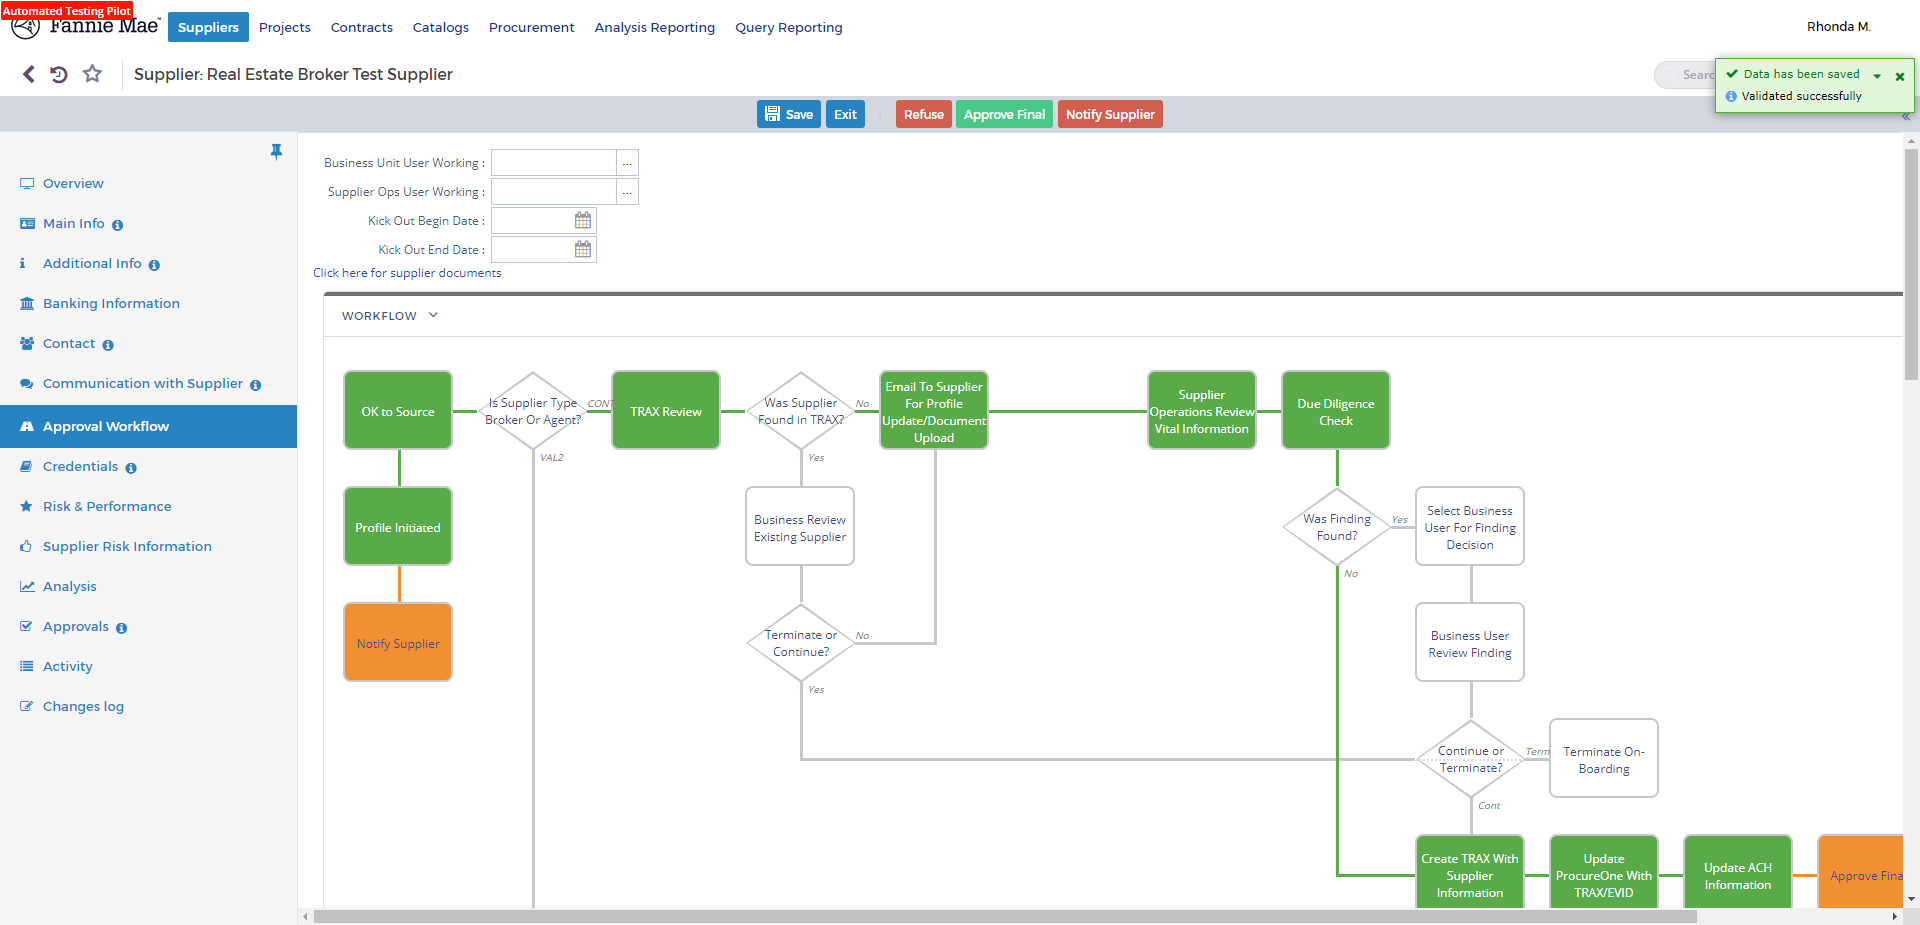 Automated Testing Pilot
Fannie Mae
Suppliers Projects Contracts Catalogs Procurement Analysis Reporting Query Reporting
Rhonda M.
Supplier: Real Estate Broker Test Supplier
Data has been saved
Validated successfully
Save Exit Refuse Approve Final Notify Supplier
Overview
Main Info
Additional Info
Banking Information
Contact
Communication with Supplier
Approval Workflow
Credentials
Risk & Performance
Supplier Risk Information
Analysis
Approvals
Activity
Changes log
Business Unit User Working :
...
Supplier Ops User Working :
...
Kick Out Begin Date :
Kick Out End Date :
Click here for supplier documents
WORKFLOW
OK to Source
Is Supplier Type
Broker Or Agent?
CONT
VAL2
TRAX Review
Was Supplier
Found in TRAX?
No
Yes
Email To Supplier
For Profile
Update/Document
Upload
Supplier
Operations Review
Vital Information
Due Diligence
Check
Profile Initiated
Business Review
Existing Supplier
Was Finding
Found?
Yes
No
Select Business
User For Finding
Decision
Notify Supplier
Terminate or
Continue?
No
Yes
Business User
Review Finding
Continue or
Terminate?
Term
Cont
Terminate On-
Boarding
Create TRAX With
Supplier
Information
Update
ProcureOne With
TRAX/EVID
Update ACH
Information
Approve Fina